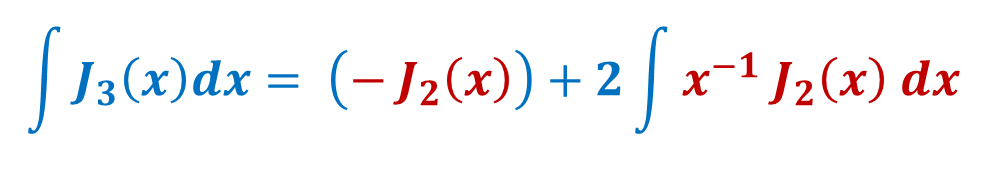 ∫ J₃(x)dx = (− J₂(x)) + 2 ∫ x⁻¹ J₂(x) dx